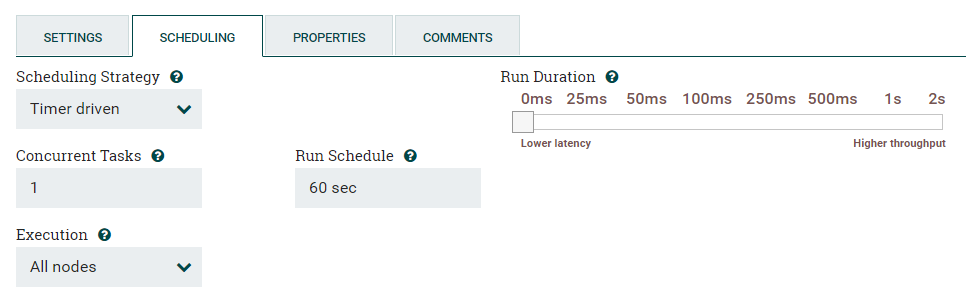 SETTINGS SCHEDULING PROPERTIES COMMENTS
Scheduling Strategy ? Run Duration ?
0ms 25ms 50ms 100ms 250ms 500ms 1s 2s
Timer driven
Lower latency Higher throughput
Concurrent Tasks ? Run Schedule ?
1 60 sec
Execution ?
All nodes